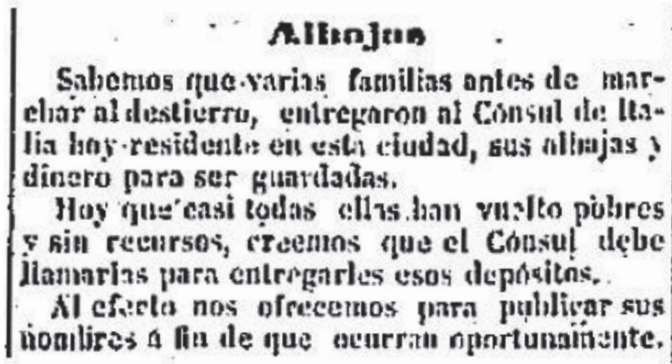 Alhajas
Sabemos que varias familias antes de mar-
char al destierro, entregaron al Cónsul de Ita-
lia hoy residente en esta ciudad, sus alhajas y
dinero para ser guardadas.
Hoy que casi todas ellas han vuelto pobres
y sin recursos, creemos que el Cónsul debe
llamarlas para entregarles esos depósitos.
Al efecto nos ofrecemos para publicar sus
nombres á fin de que ocurran oportunamente.